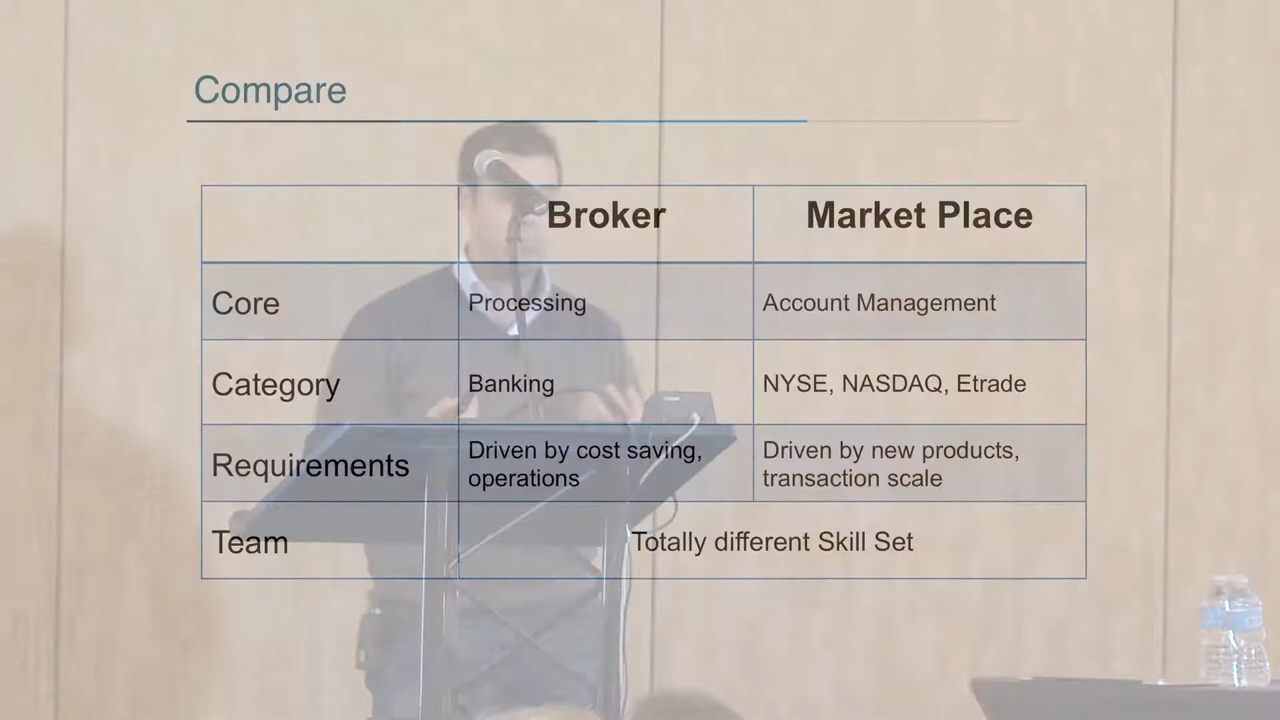 Compare
Broker Market Place
Core Processing Account Management
Category Banking NYSE, NASDAQ, Etrade
Requirements Driven by cost saving, operations Driven by new products, transaction scale
Team Totally different Skill Set